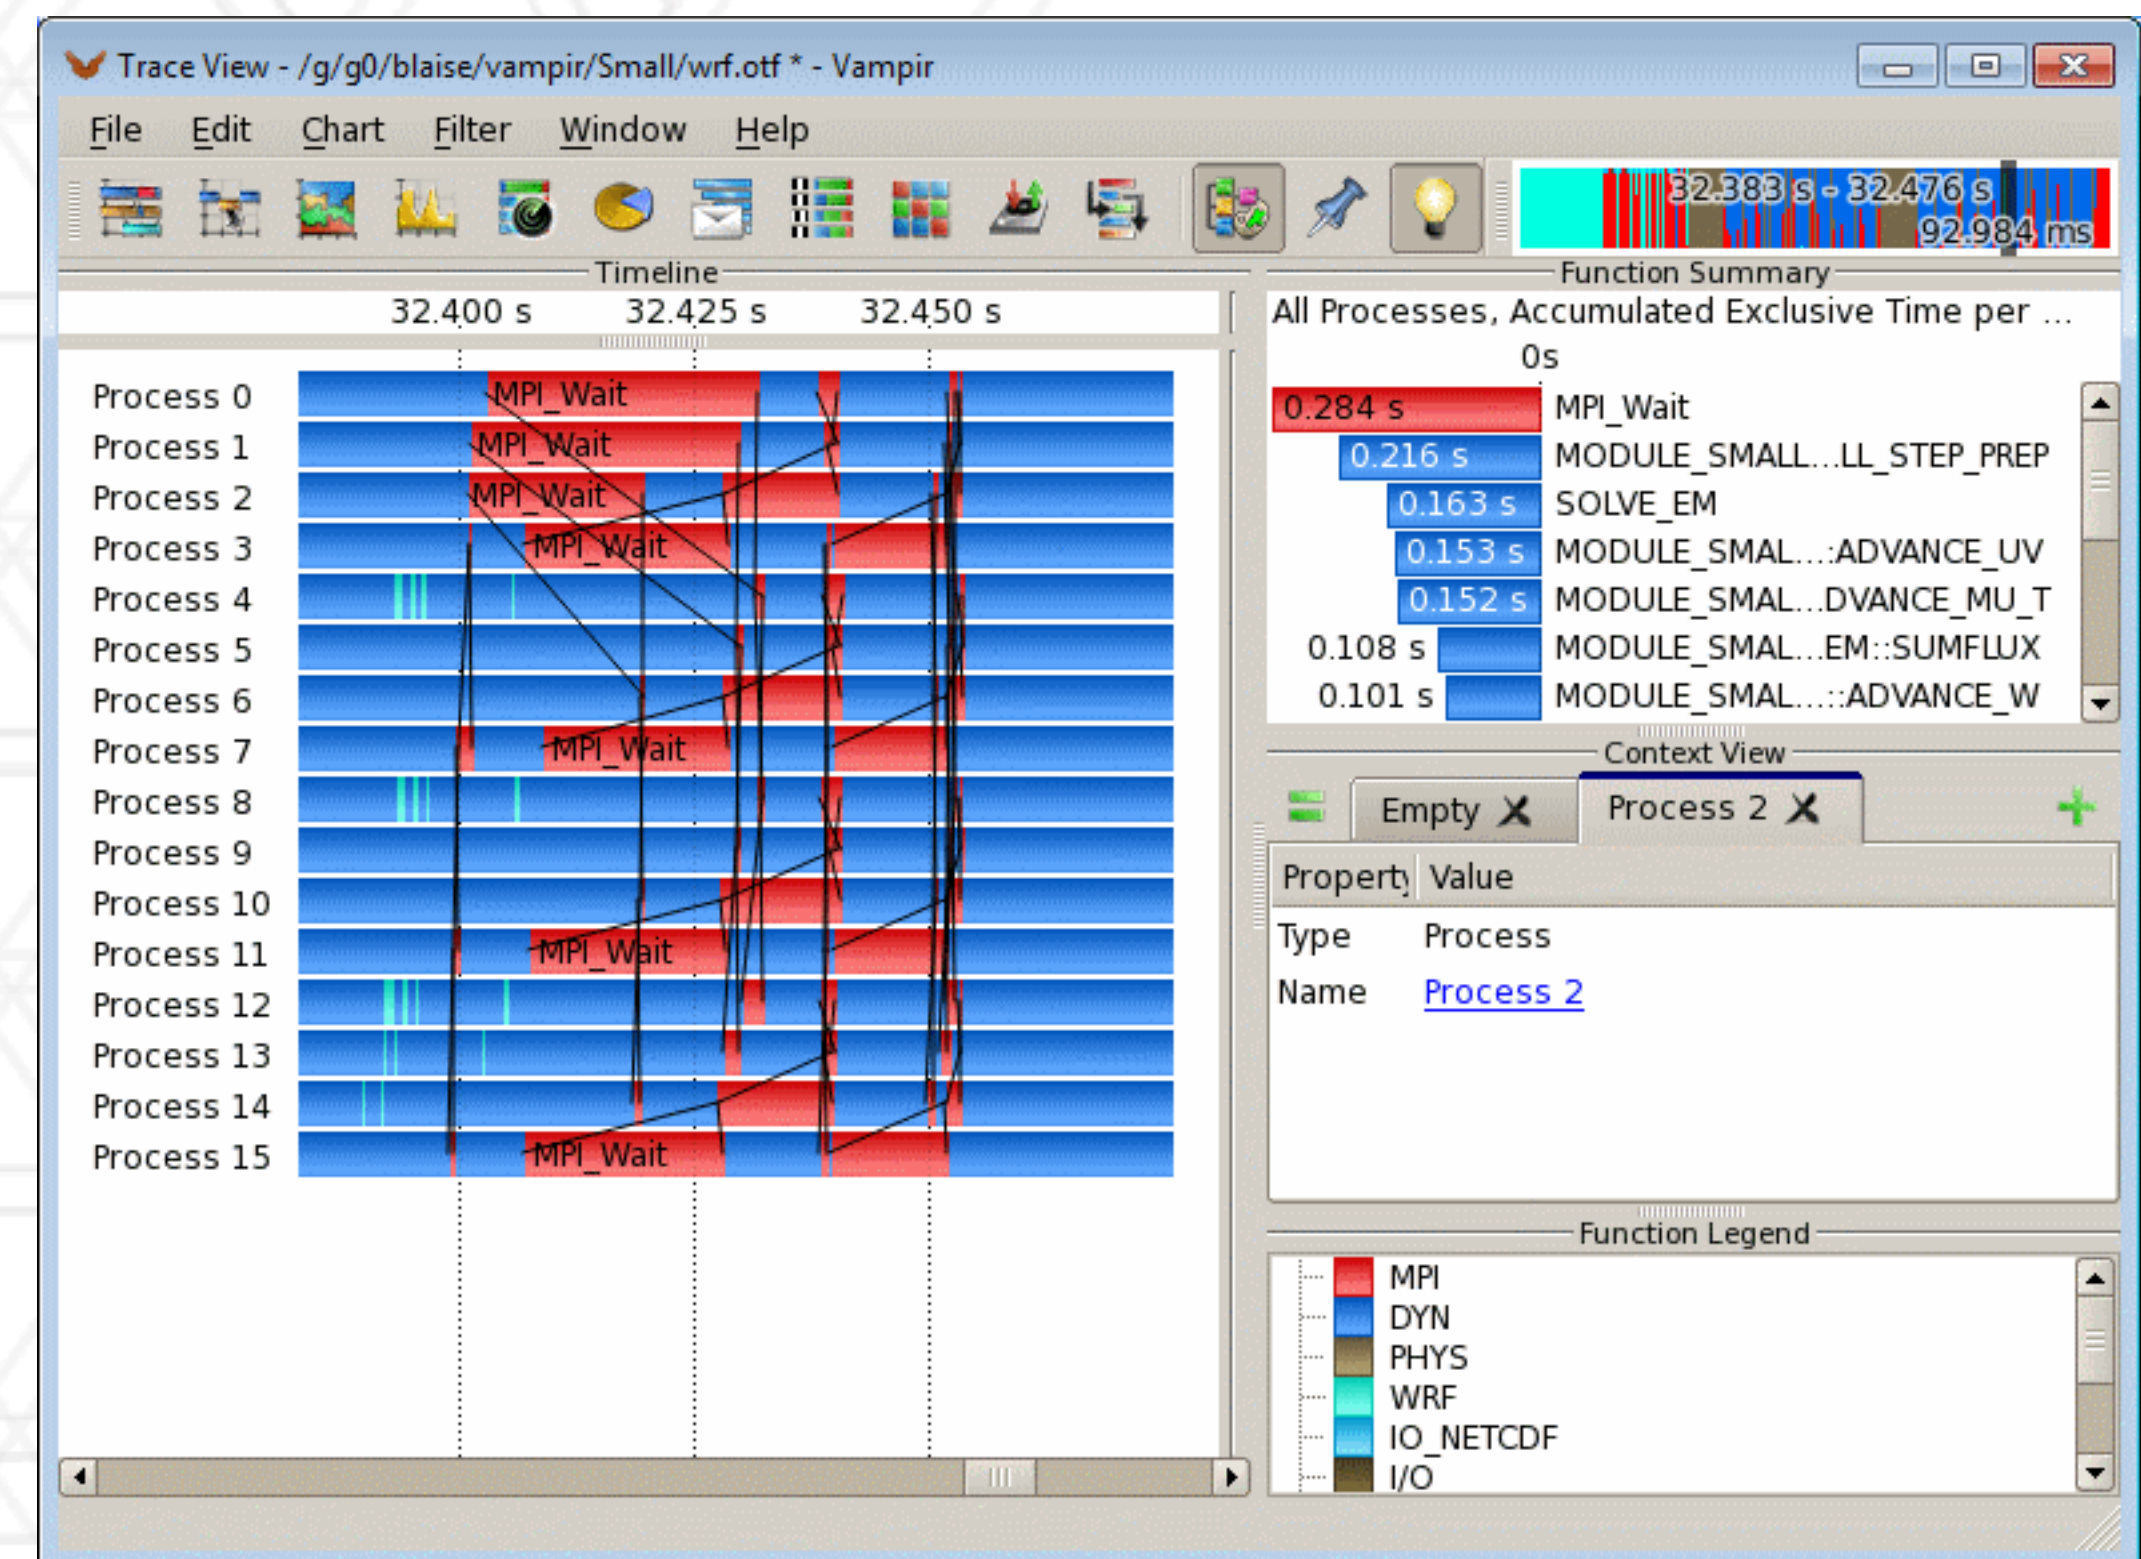 Trace View - /g/g0/blaise/vampir/Small/wrf.otf * - Vampir
File Edit Chart Filter Window Help
32.383 s - 32.476 s
92.984 ms
Timeline
32.400 s 32.425 s 32.450 s
Process 0 MPI_Wait
Process 1 MPI_Wait
Process 2 MPI_Wait
Process 3 MPI_Wait
Process 4
Process 5
Process 6
Process 7 MPI_Wait
Process 8
Process 9
Process 10
Process 11 MPI_Wait
Process 12
Process 13
Process 14
Process 15 MPI_Wait
Function Summary
All Processes, Accumulated Exclusive Time per ...
0s
0.284 s MPI_Wait
0.216 s MODULE_SMALL...LL_STEP_PREP
0.163 s SOLVE_EM
0.153 s MODULE_SMAL...:ADVANCE_UV
0.152 s MODULE_SMAL...DVANCE_MU_T
0.108 s MODULE_SMAL...EM::SUMFLUX
0.101 s MODULE_SMAL...::ADVANCE_W
Context View
Empty Process 2
Property Value
Type Process
Name Process 2
Function Legend
MPI
DYN
PHYS
WRF
IO_NETCDF
I/O